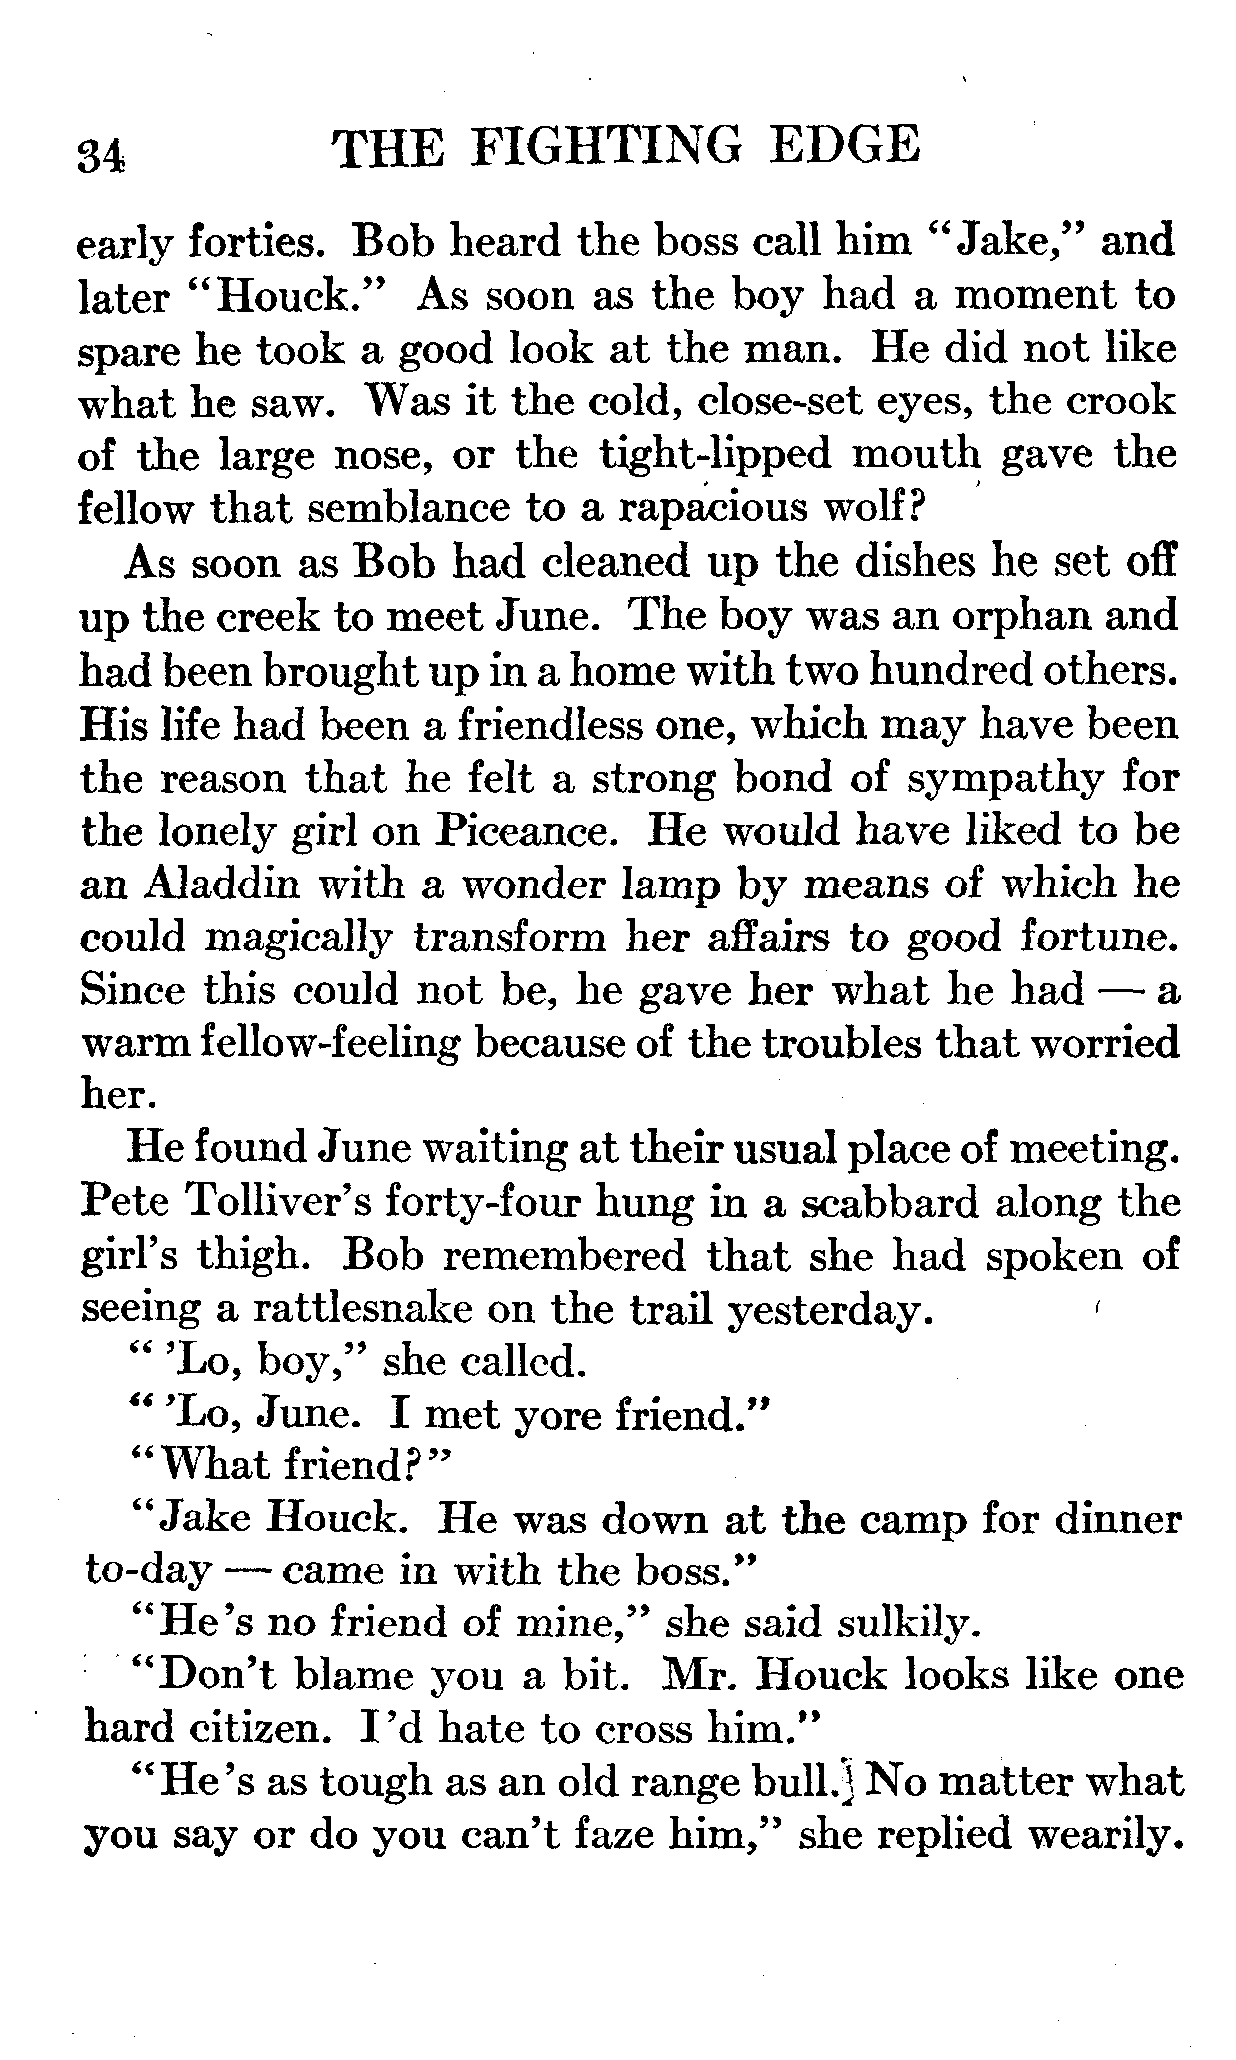 34 THE FIGHTING EDGE
early forties. Bob heard the boss call him "Jake," and
later "Houck." As soon as the boy had a moment to
spare he took a good look at the man. He did not like
what he saw. Was it the cold, close-set eyes, the crook
of the large nose, or the tight-lipped mouth gave the
fellow that semblance to a rapacious wolf?
As soon as Bob had cleaned up the dishes he set off
up the creek to meet June. The boy was an orphan and
had been brought up in a home with two hundred others.
His life had been a friendless one, which may have been
the reason that he felt a strong bond of sympathy for
the lonely girl on Piceance. He would have liked to be
an Aladdin with a wonder lamp by means of which he
could magically transform her affairs to good fortune.
Since this could not be, he gave her what he had — a
warm fellow-feeling because of the troubles that worried
her.
He found June waiting at their usual place of meeting.
Pete Tolliver's forty-four hung in a scabbard along the
girl's thigh. Bob remembered that she had spoken of
seeing a rattlesnake on the trail yesterday.
"'Lo, boy," she called.
"'Lo, June. I met yore friend."
"What friend?"
"Jake Houck. He was down at the camp for dinner
to-day — came in with the boss."
"He's no friend of mine," she said sulkily.
"Don't blame you a bit. Mr. Houck looks like one
hard citizen. I'd hate to cross him."
"He's as tough as an old range bull. No matter what
you say or do you can't faze him," she replied wearily.